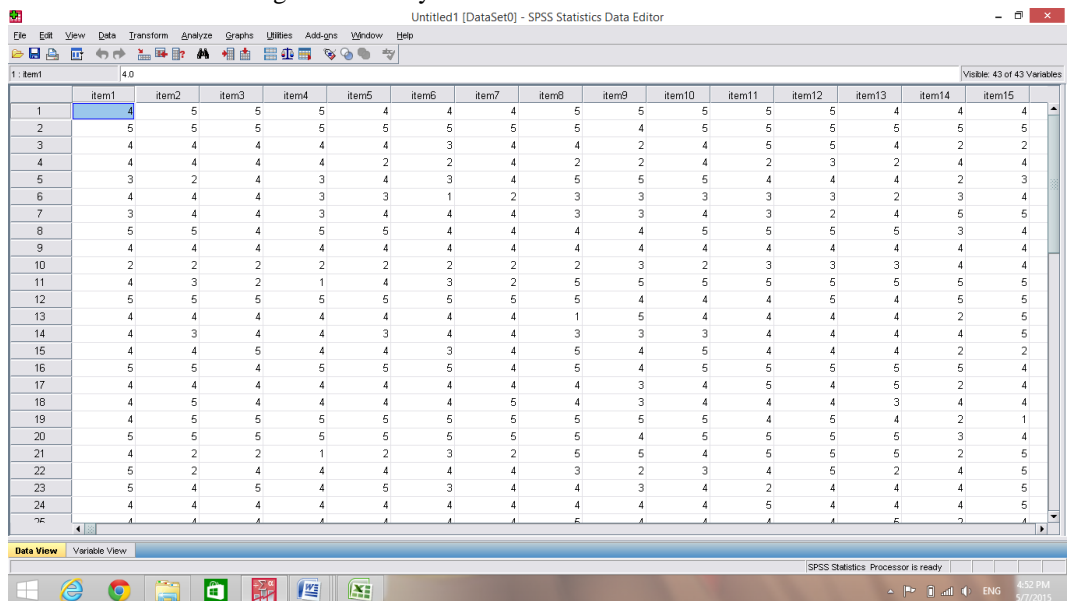 Untitled1 [DataSet0] - SPSS Statistics Data Editor
File Edit View Data Transform Analyze Graphs Utilities Add-ons Window Help
1 : item1 4.0 Visible: 43 of 43 Variables
item1 item2 item3 item4 item5 item6 item7 item8 item9 item10 item11 item12 item13 item14 item15
1 4 5 5 5 4 4 4 5 5 5 5 5 4 4 4
2 5 5 5 5 5 5 5 5 4 5 5 5 5 5 5
3 4 4 4 4 4 3 4 4 2 4 5 5 4 2 2
4 4 4 4 4 2 2 4 2 2 4 2 3 2 4 4
5 3 2 4 3 4 3 4 5 5 5 4 4 4 2 3
6 4 4 4 3 3 1 2 3 3 3 3 3 2 3 4
7 3 4 4 3 4 4 4 3 3 4 3 2 4 5 5
8 5 5 4 5 5 4 4 4 4 5 5 5 5 3 4
9 4 4 4 4 4 4 4 4 4 4 4 4 4 4 4
10 2 2 2 2 2 2 2 2 3 2 3 3 3 4 4
11 4 3 2 1 4 3 2 5 5 5 5 5 5 5 5
12 5 5 5 5 5 5 5 5 4 4 4 5 4 5 5
13 4 4 4 4 4 4 4 1 5 4 4 4 4 2 5
14 4 3 4 4 3 4 4 3 3 3 4 4 4 4 5
15 4 4 5 4 4 3 4 5 4 5 4 4 4 2 2
16 5 5 4 5 5 5 4 5 4 5 4 5 5 5 4
17 4 4 4 4 4 4 4 4 3 4 5 4 5 2 4
18 4 5 4 4 4 4 5 4 3 4 4 4 3 4 4
19 4 5 5 5 5 5 5 5 5 5 4 5 4 2 1
20 5 5 5 5 5 5 5 5 4 5 5 5 5 3 4
21 4 2 2 1 2 3 2 5 4 4 5 5 5 2 5
22 5 2 4 4 4 4 4 3 2 3 4 5 2 4 5
23 5 4 5 4 5 3 4 4 3 4 2 4 4 4 5
24 4 4 4 4 4 4 4 4 4 4 5 4 4 4 5
Data View Variable View
SPSS Statistics Processor is ready
ENG 4:52 PM
5/7/2015